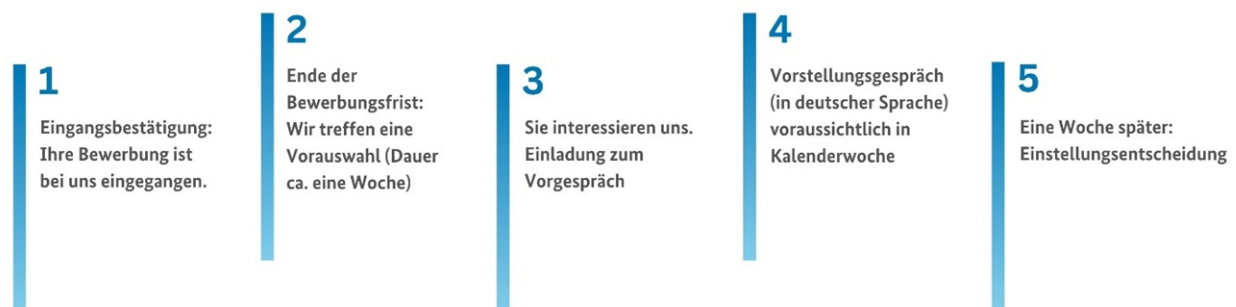 1
Eingangsbestätigung:
Ihre Bewerbung ist
bei uns eingegangen.
2
Ende der
Bewerbungsfrist:
Wir treffen eine
Vorauswahl (Dauer
ca. eine Woche)
3
Sie interessieren uns.
Einladung zum
Vorgespräch
4
Vorstellungsgespräch
(in deutscher Sprache)
voraussichtlich in
Kalenderwoche
5
Eine Woche später:
Einstellungsentscheidung